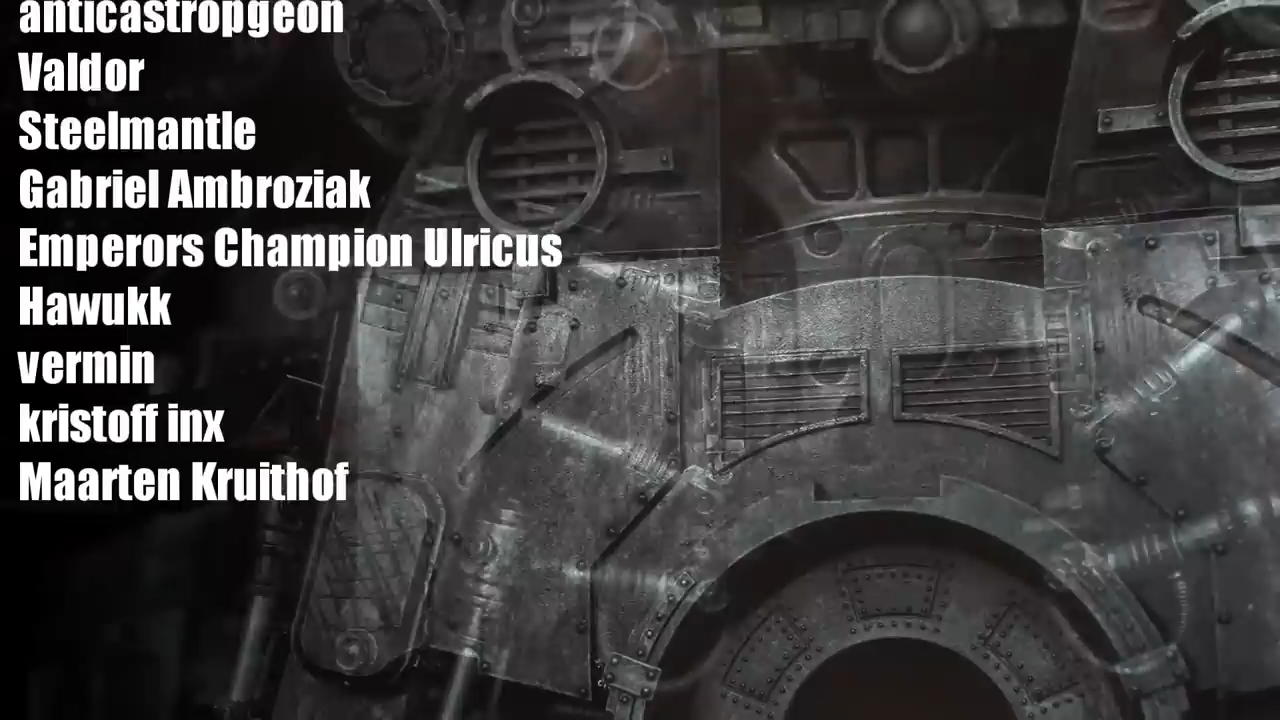 anticastropgeon
Valdor
Steelmantle
Gabriel Ambroziak
Emperors Champion Ulricus
Hawukk
vermin
kristoff inx
Maarten Kruithof